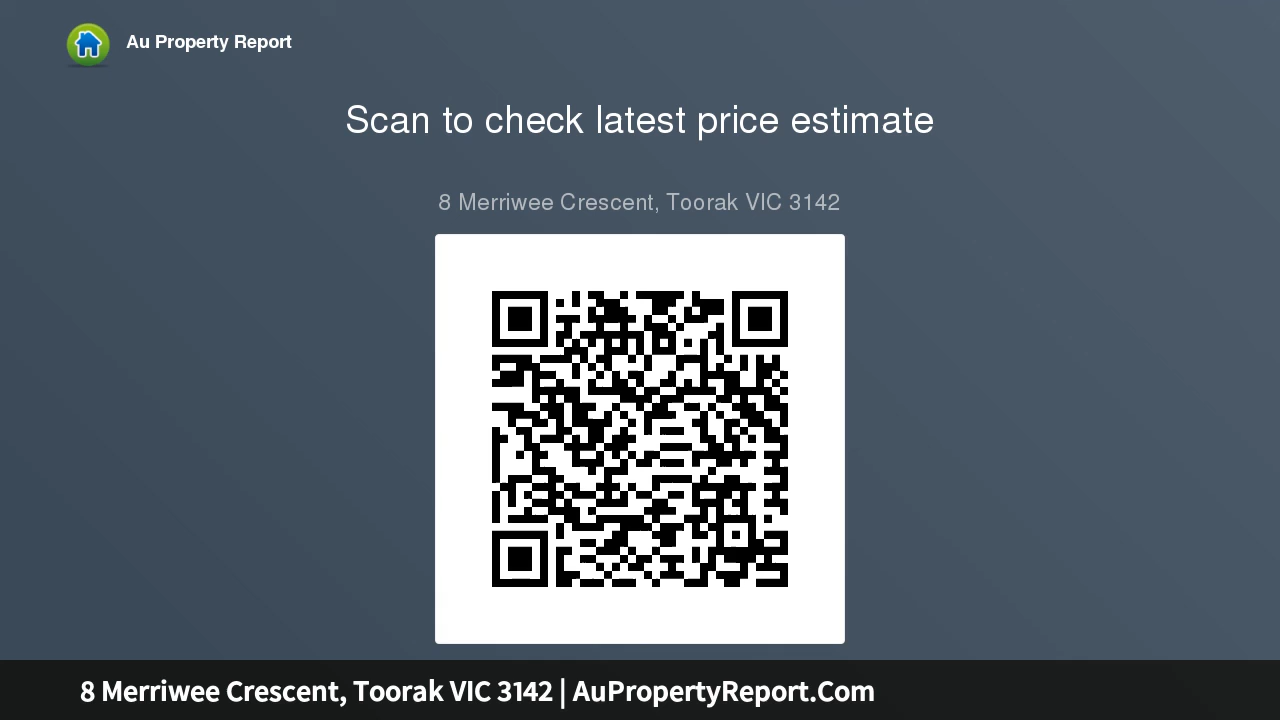 Au Property Report
Scan to check latest price estimate
8 Merriwee Crescent, Toorak VIC 3142
8 Merriwee Crescent, Toorak VIC 3142 | AuPropertyReport.Com